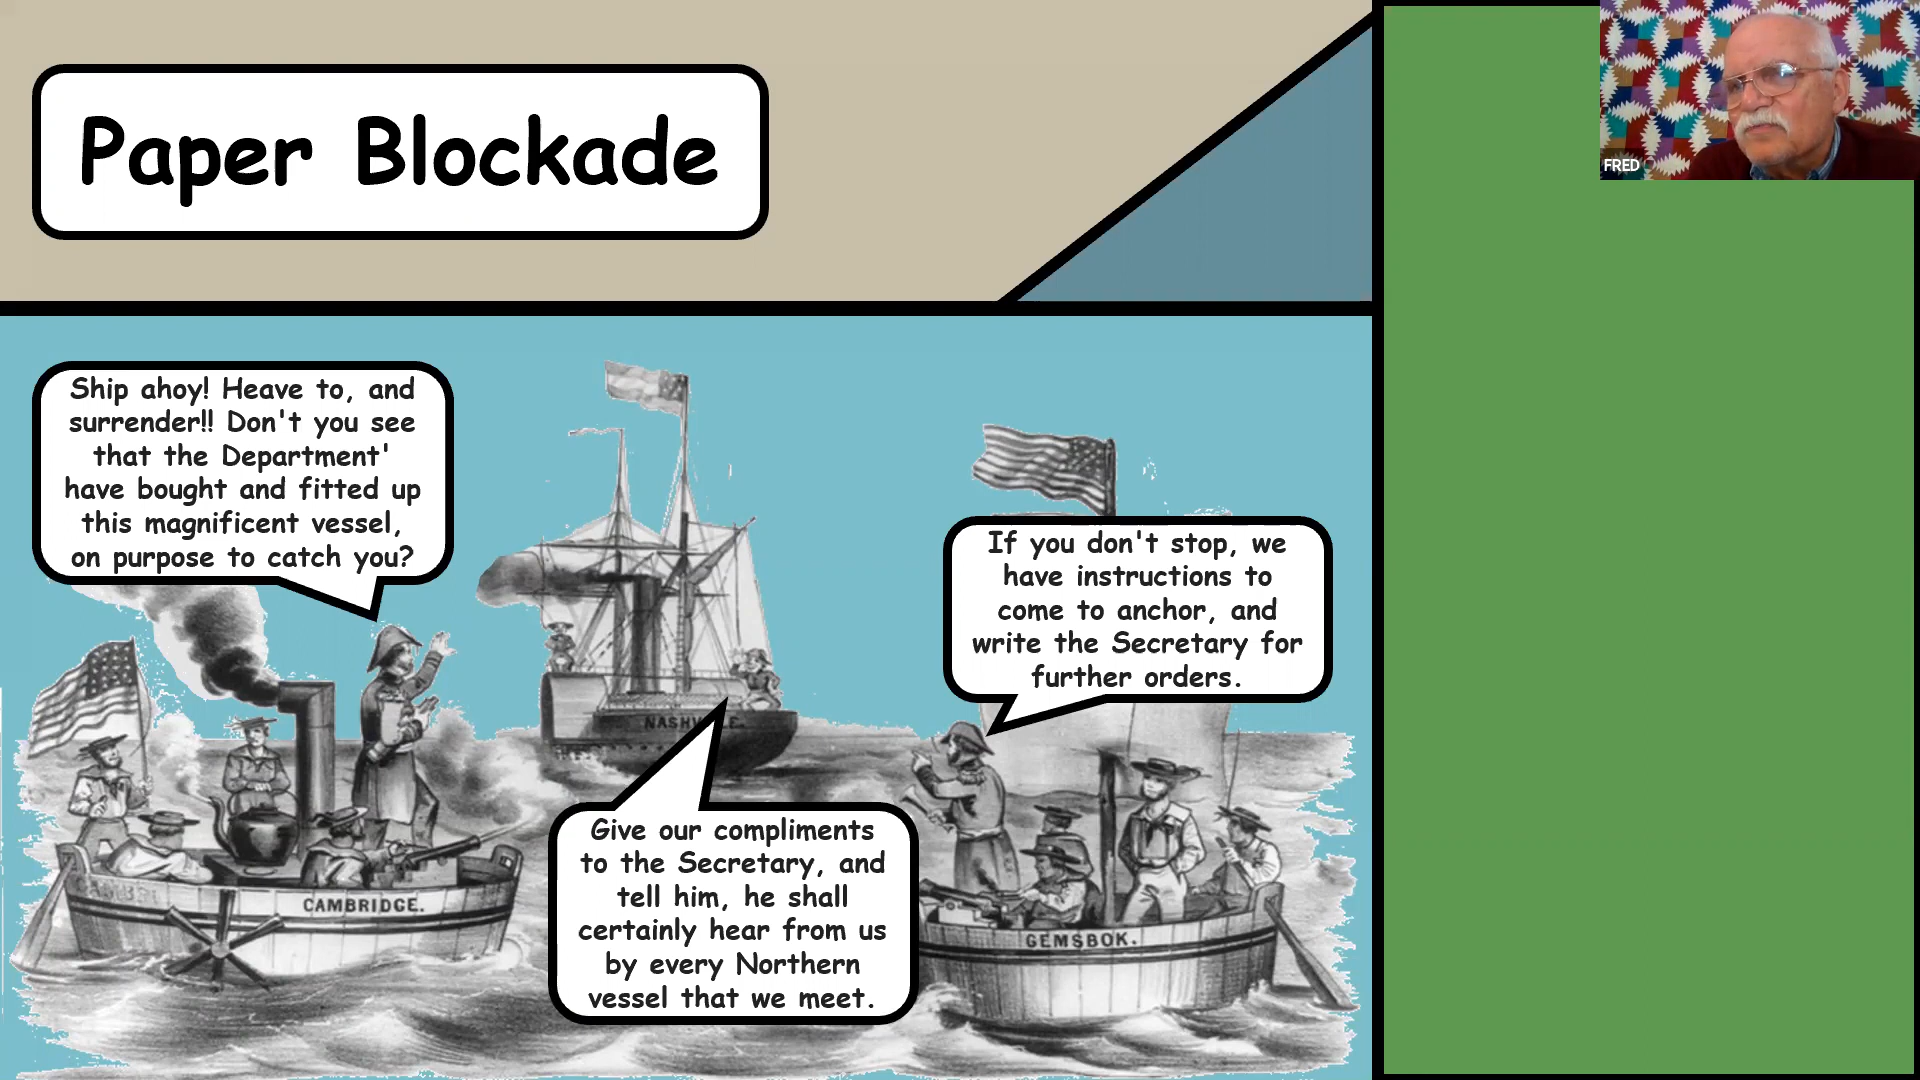 Paper Blockade
FRED
Ship ahoy! Heave to, and
surrender!! Don't you see
that the Department'
have bought and fitted up
this magnificent vessel,
on purpose to catch you?
If you don't stop, we
have instructions to
come to anchor, and
write the Secretary for
further orders.
Give our compliments
to the Secretary, and
tell him, he shall
certainly hear from us
by every Northern
vessel that we meet.
CAMBRIDGE.
GEMSBOK.